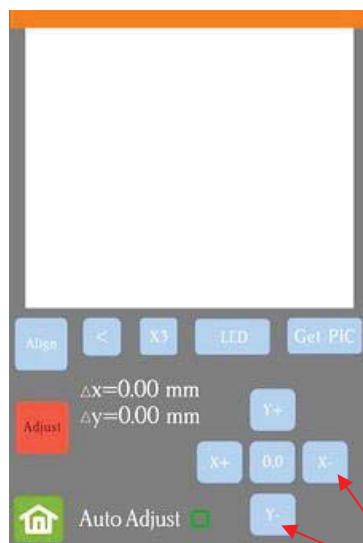 Align < X3 LED Get PIC
△x=0.00 mm
△y=0.00 mm
Adjust
Y+
X+ 0.0 X-
Y-
Auto Adjust